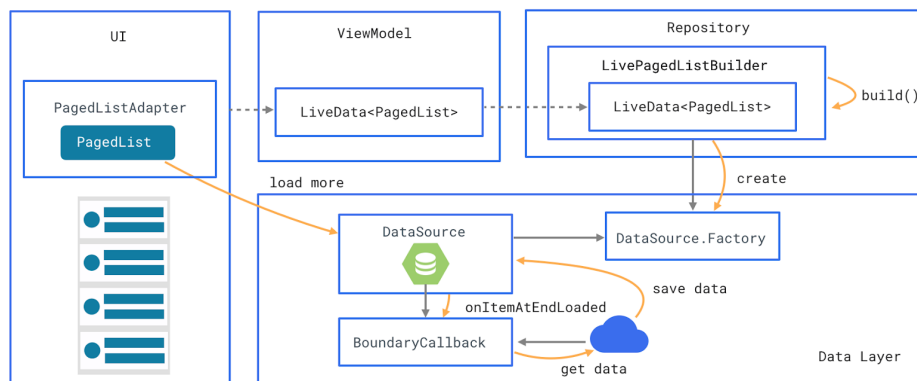 UI
ViewModel
Repository
LivePagedListBuilder
PagedListAdapter
LiveData<PagedList>
LiveData<PagedList>
build()
PagedList
load more
create
DataSource
DataSource.Factory
save data
onItemAtEndLoaded
BoundaryCallback
get data
Data Layer